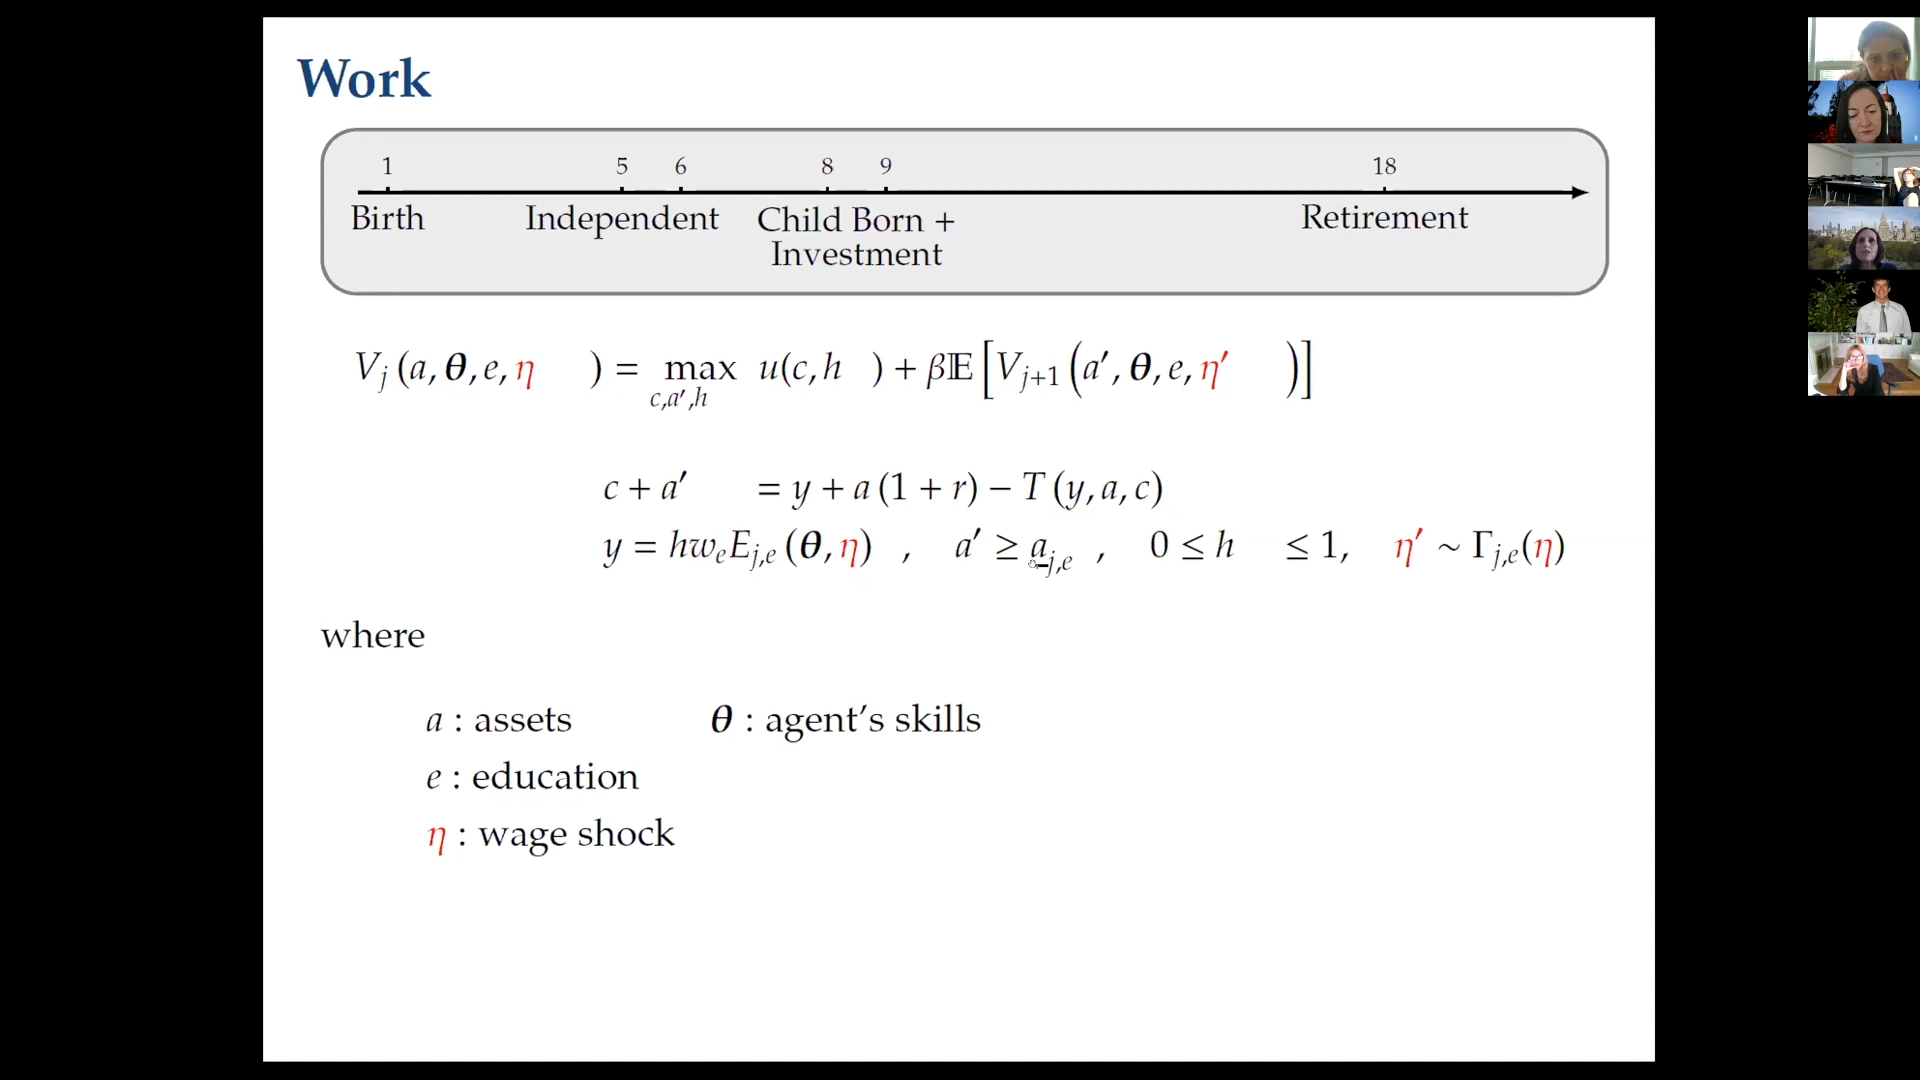 Work
1 5 6 8 9 18
Birth Independent Child Born + Retirement
Investment
V_j (a, θ, e, η ) = max_{c,a′,h} u(c, h ) + β𝔼 [V_{j+1} (a′, θ, e, η′ )]
c + a′ = y + a (1 + r) − T (y, a, c)
y = hw_e E_{j,e} (θ, η) , a′ ≥ a̲_{j,e} , 0 ≤ h ≤ 1, η′ ∼ Γ_{j,e}(η)
where
a : assets θ : agent’s skills
e : education
η : wage shock